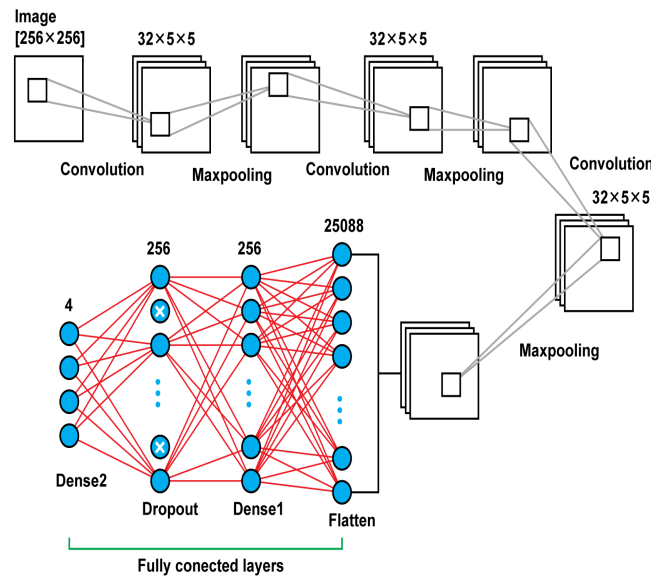 Image
[256×256]
32×5×5
32×5×5
Convolution
Maxpooling
Convolution
Maxpooling
Convolution
32×5×5
Maxpooling
25088
256
256
4
Dense2
Dropout
Dense1
Flatten
Fully conected layers